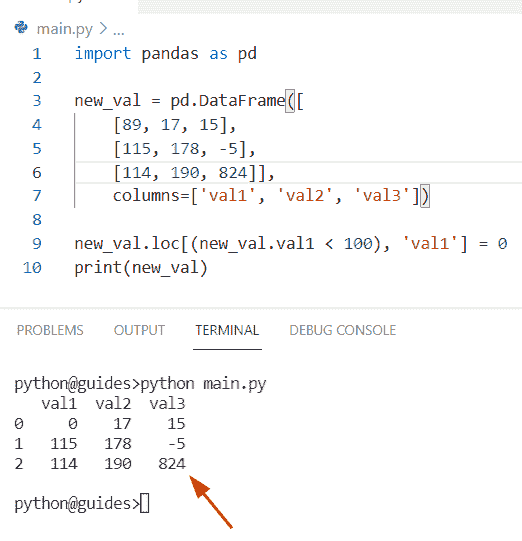 main.py > ...
1 import pandas as pd
2
3 new_val = pd.DataFrame([
4 [89, 17, 15],
5 [115, 178, -5],
6 [114, 190, 824]],
7 columns=['val1', 'val2', 'val3'])
8
9 new_val.loc[(new_val.val1 < 100), 'val1'] = 0
10 print(new_val)
PROBLEMS OUTPUT TERMINAL DEBUG CONSOLE
python@guides>python main.py
val1 val2 val3
0 0 17 15
1 115 178 -5
2 114 190 824
python@guides>